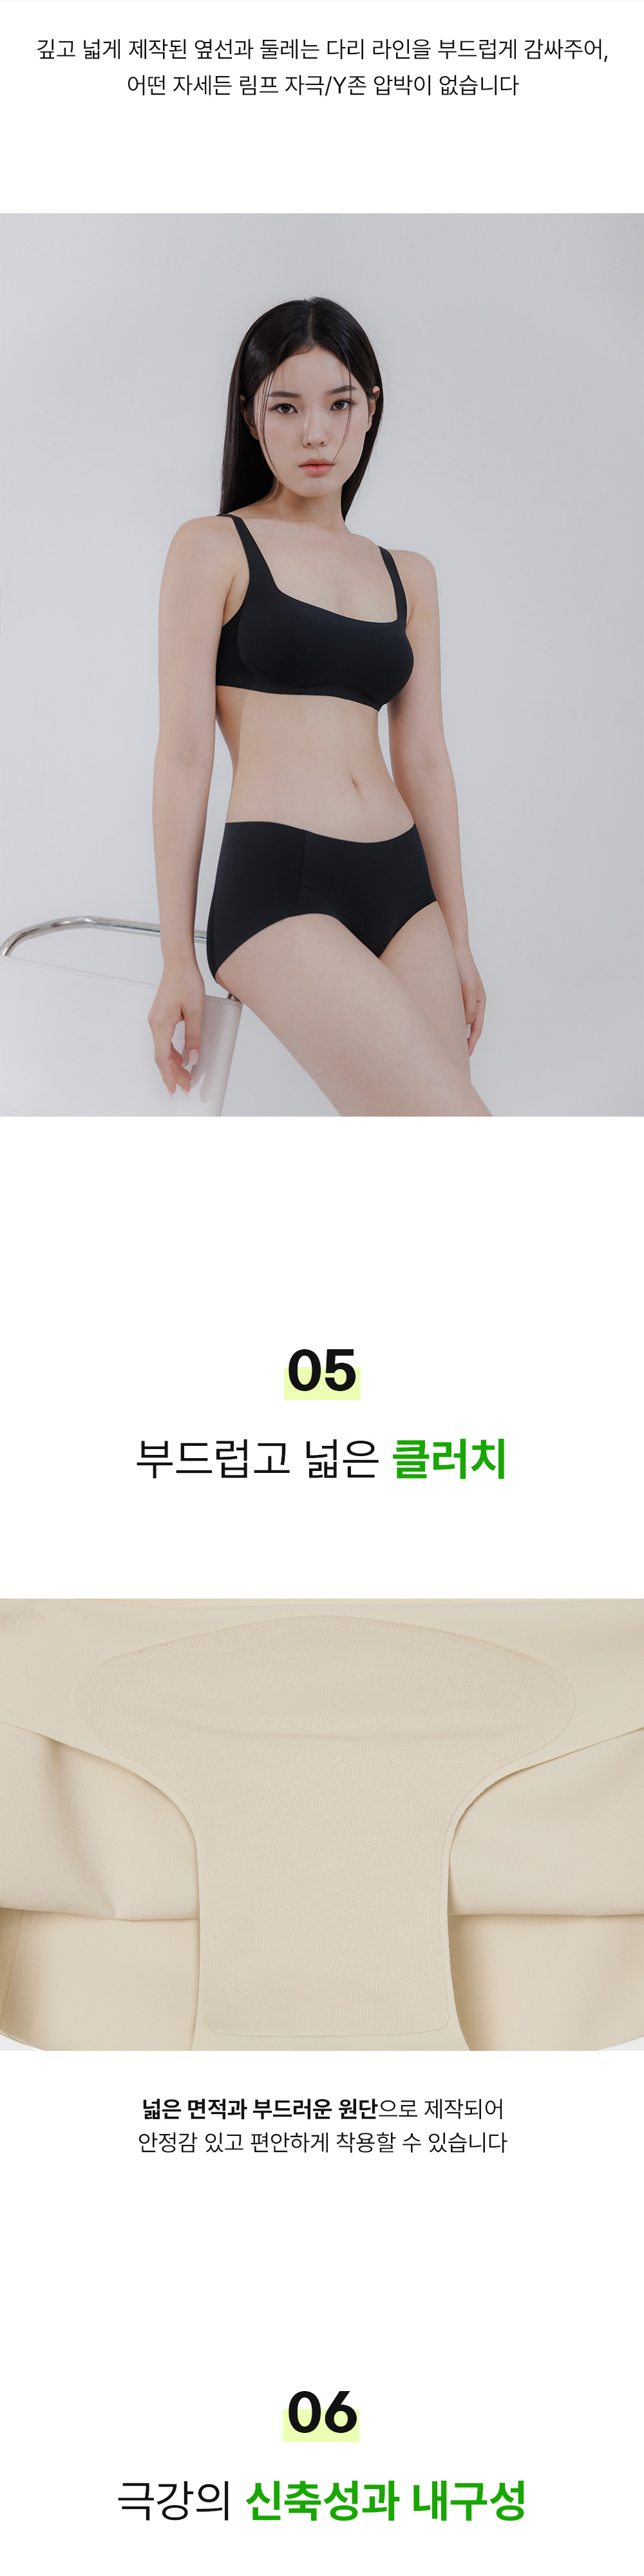 깊고 넓게 제작된 옆선과 둘레는 다리 라인을 부드럽게 감싸주어,
어떤 자세든 림프 자극/Y존 압박이 없습니다
05
부드럽고 넓은 클러치
넓은 면적과 부드러운 원단으로 제작되어
안정감 있고 편안하게 착용할 수 있습니다
06
극강의 신축성과 내구성